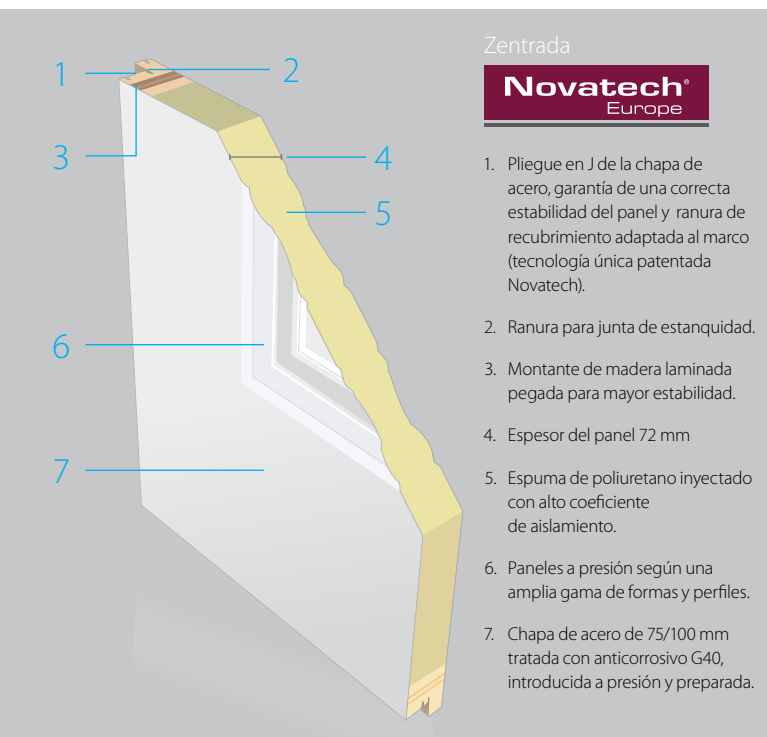 Zentrada
Novatech®
Europe
1
2
3
4
5
6
7
1. Pliegue en J de la chapa de
acero, garantía de una correcta
estabilidad del panel y ranura de
recubrimiento adaptada al marco
(tecnología única patentada
Novatech).
2. Ranura para junta de estanquidad.
3. Montante de madera laminada
pegada para mayor estabilidad.
4. Espesor del panel 72 mm
5. Espuma de poliuretano inyectado
con alto coeficiente
de aislamiento.
6. Paneles a presión según una
amplia gama de formas y perfiles.
7. Chapa de acero de 75/100 mm
tratada con anticorrosivo G40,
introducida a presión y preparada.